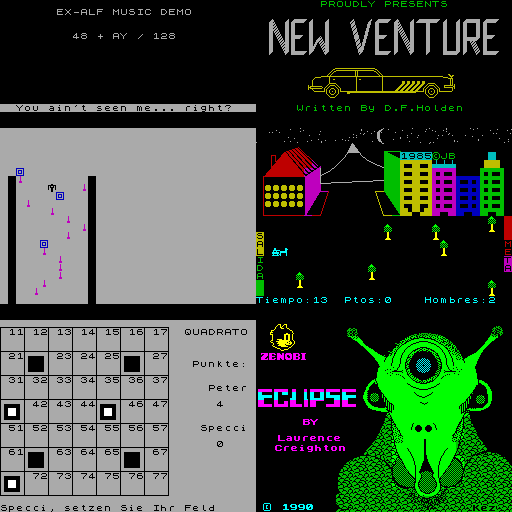 EX-ALF MUSIC DEMO
48 + AY / 128
You ain't seen me... right?
PROUDLY PRESENTS
NEW VENTURE
Written By D.F.Holden
1985©JB
SALIDA
META
Tiempo:13 Ptos:0 Hombres:2
11 12 13 14 15 16 17
21 23 24 25 27
31 32 33 34 35 36 37
42 43 44 46 47
51 52 53 54 55 56 57
61 63 64 65 67
72 73 74 75 76 77
QUADRATO
Punkte:
Peter
4
Specci
0
Specci, setzen Sie Ihr Feld
ZENOBI
ECLIPSE
BY
Laurence
Creighton
© 1990